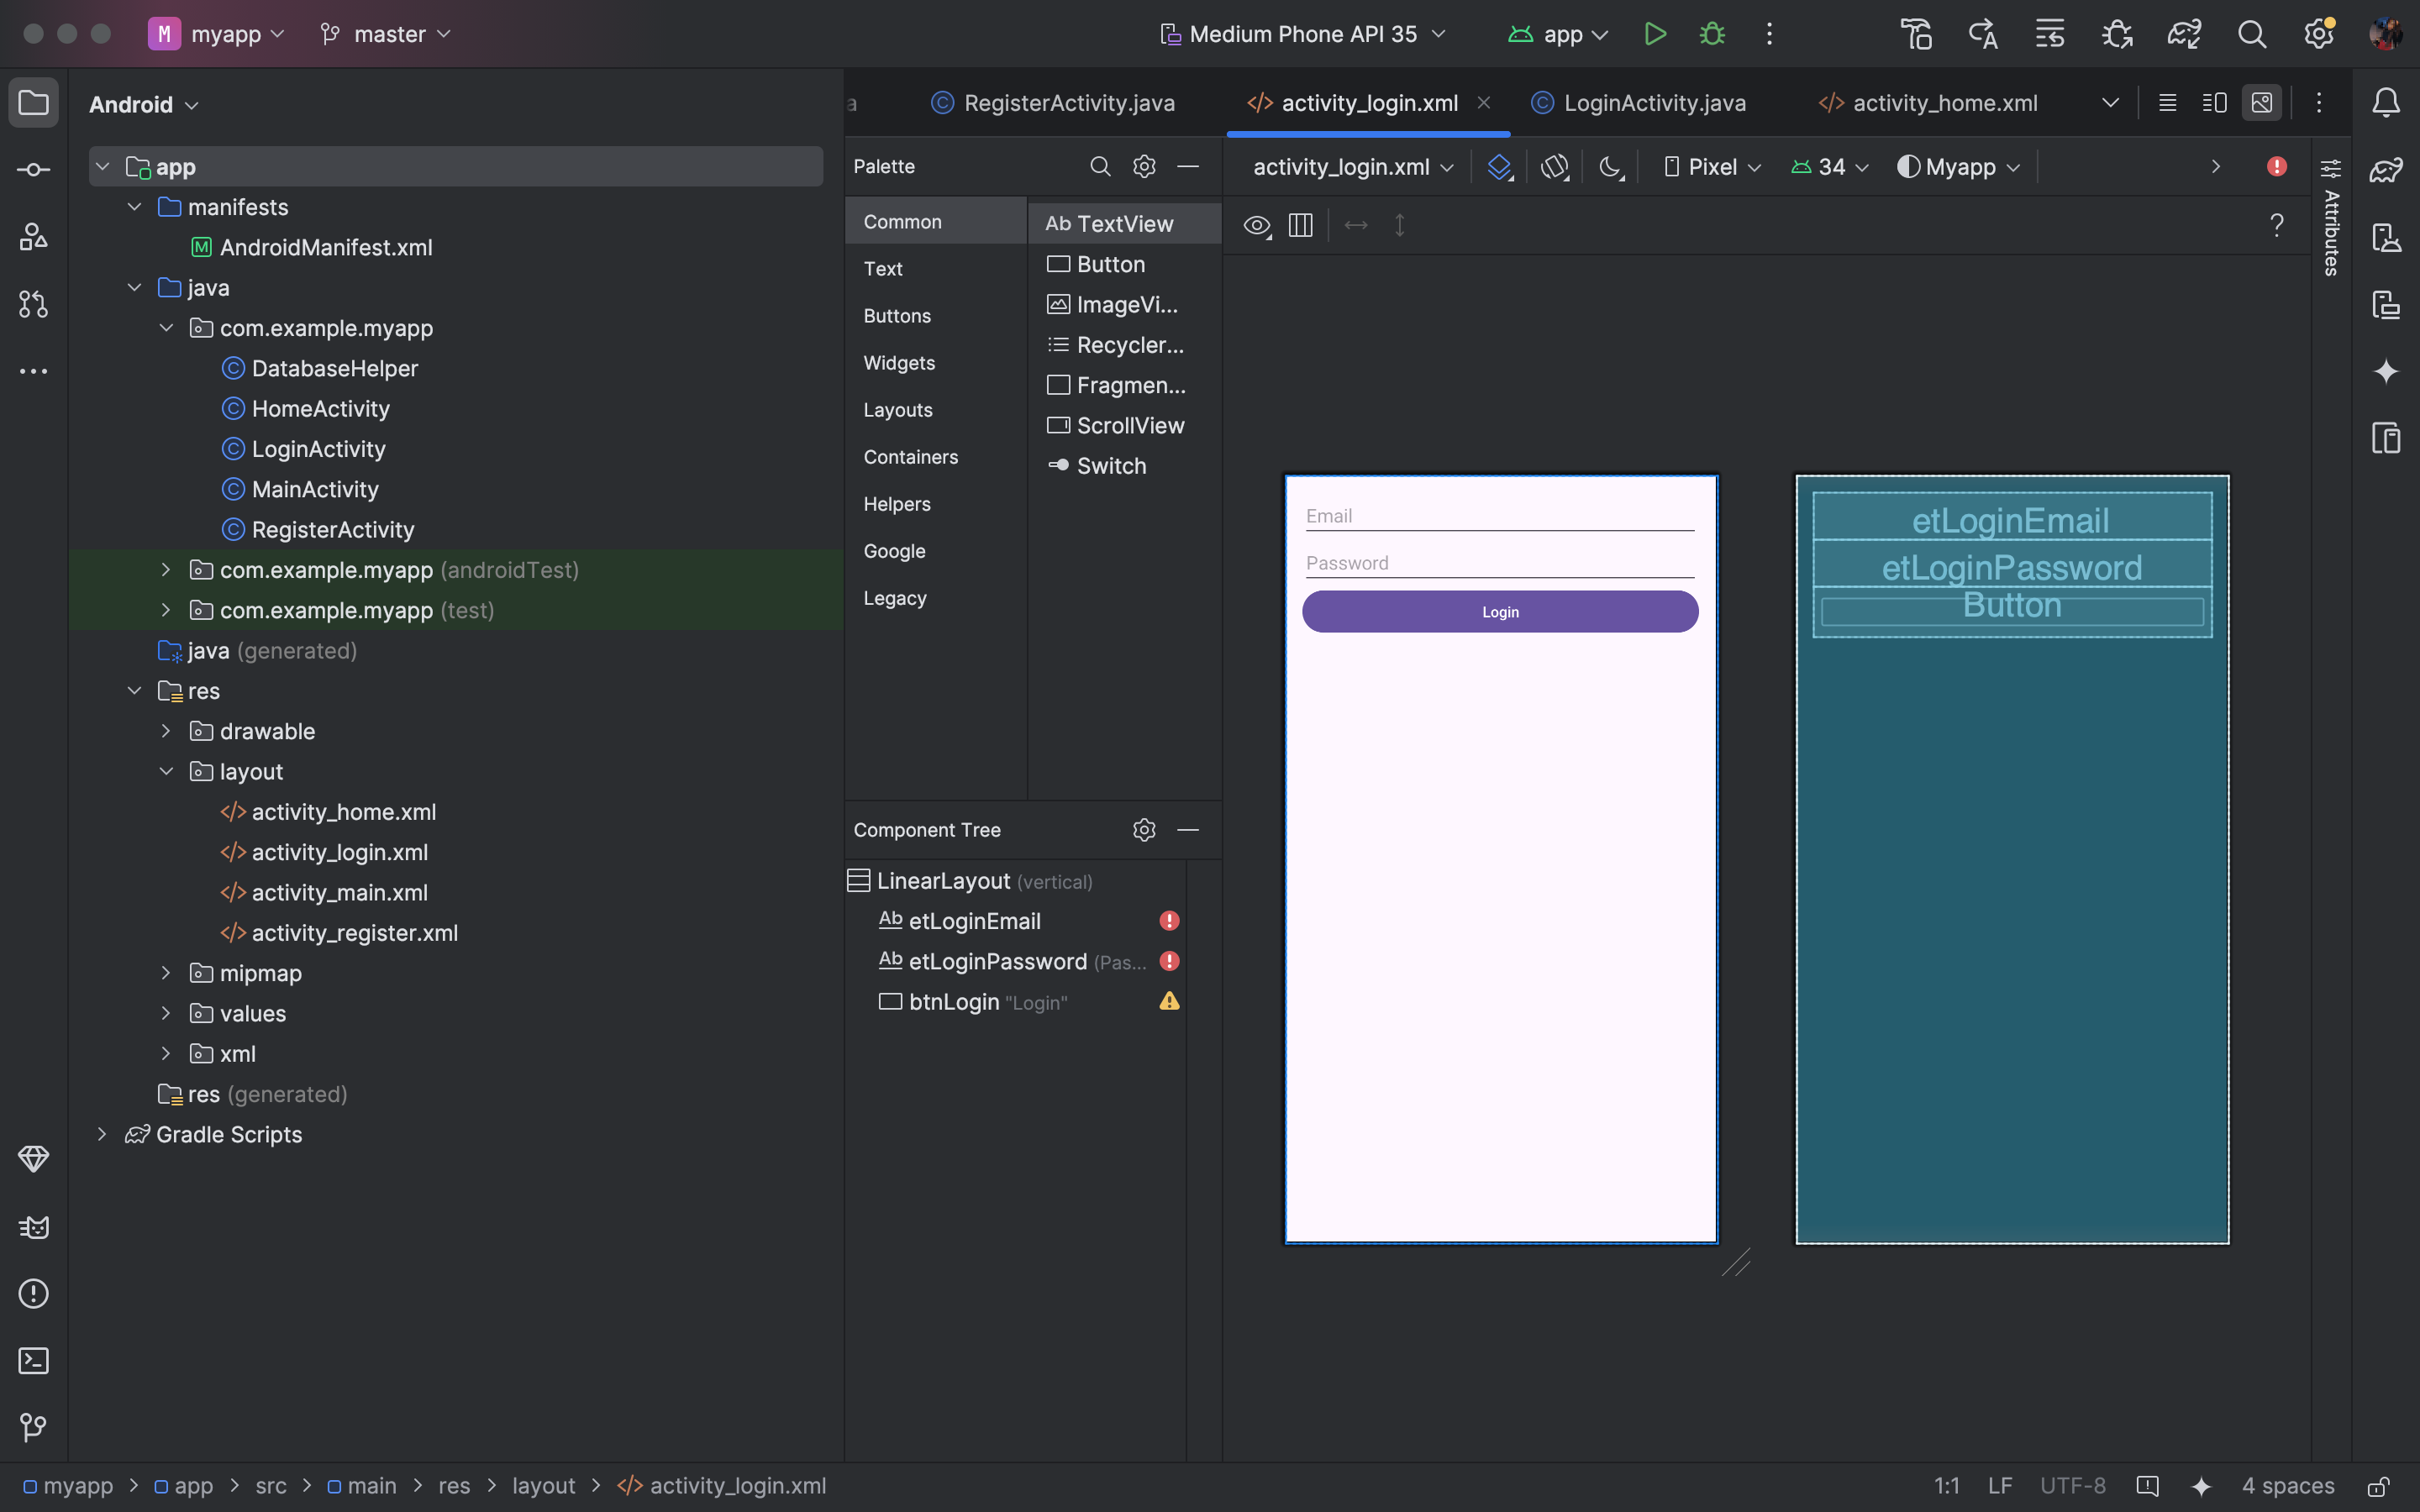 M myapp master Medium Phone API 35 app
Android
app
manifests
M AndroidManifest.xml
java
com.example.myapp
C DatabaseHelper
C HomeActivity
C LoginActivity
C MainActivity
C RegisterActivity
com.example.myapp (androidTest)
com.example.myapp (test)
java (generated)
res
drawable
layout
</> activity_home.xml
</> activity_login.xml
</> activity_main.xml
</> activity_register.xml
mipmap
values
xml
res (generated)
Gradle Scripts
a C RegisterActivity.java </> activity_login.xml C LoginActivity.java </> activity_home.xml
Palette
Common
Text
Buttons
Widgets
Layouts
Containers
Helpers
Google
Legacy
Ab TextView
Button
ImageVi...
Recycler...
Fragmen...
ScrollView
Switch
Component Tree
LinearLayout (vertical)
Ab etLoginEmail
Ab etLoginPassword (Pas...
btnLogin "Login"
activity_login.xml Pixel 34 Myapp
?
Attributes
Email
Password
Login
etLoginEmail
etLoginPassword
Button
myapp > app > src > main > res > layout > </> activity_login.xml
1:1 LF UTF-8 4 spaces